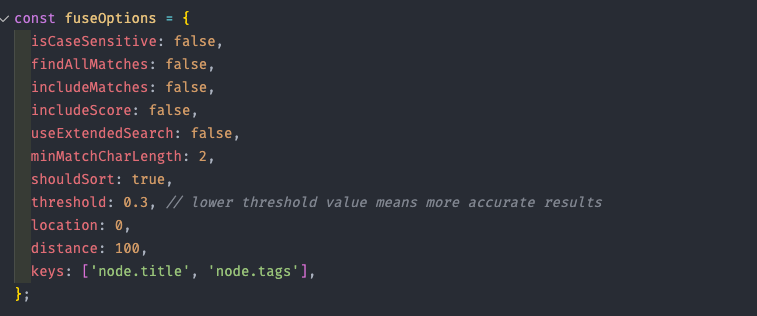 const fuseOptions = {
isCaseSensitive: false,
findAllMatches: false,
includeMatches: false,
includeScore: false,
useExtendedSearch: false,
minMatchCharLength: 2,
shouldSort: true,
threshold: 0.3, // lower threshold value means more accurate results
location: 0,
distance: 100,
keys: ['node.title', 'node.tags'],
};